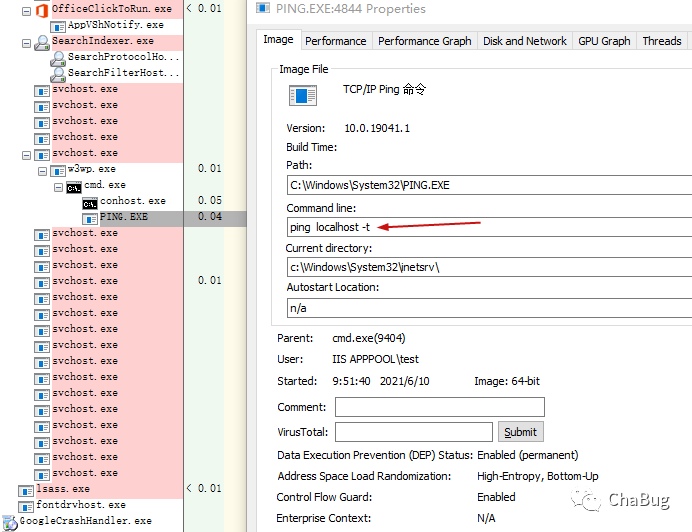 OfficeClickToRun.exe < 0.01
AppVShNotify.exe
SearchIndexer.exe
SearchProtocolHo...
SearchFilterHost...
svchost.exe
svchost.exe
svchost.exe
svchost.exe
svchost.exe
w3wp.exe 0.01
cmd.exe
conhost.exe 0.05
PING.EXE 0.04
svchost.exe
svchost.exe
svchost.exe
svchost.exe 0.01
svchost.exe
svchost.exe
svchost.exe
svchost.exe
svchost.exe
svchost.exe
svchost.exe
svchost.exe
svchost.exe
svchost.exe
svchost.exe
svchost.exe
lsass.exe < 0.01
fontdrvhost.exe
GoogleCrashHandler.exe
PING.EXE:4844 Properties
Image Performance Performance Graph Disk and Network GPU Graph Threads
Image File
TCP/IP Ping 命令
Version: 10.0.19041.1
Build Time:
Path:
C:\Windows\System32\PING.EXE
Command line:
ping localhost -t
Current directory:
c:\Windows\System32\inetsrv\
Autostart Location:
n/a
Parent: cmd.exe(9404)
User: IIS APPPOOL\test
Started: 9:51:40 2021/6/10 Image: 64-bit
Comment:
VirusTotal: Submit
Data Execution Prevention (DEP) Status: Enabled (permanent)
Address Space Load Randomization: High-Entropy, Bottom-Up
Control Flow Guard: Enabled
Enterprise Context: N/A
ChaBug